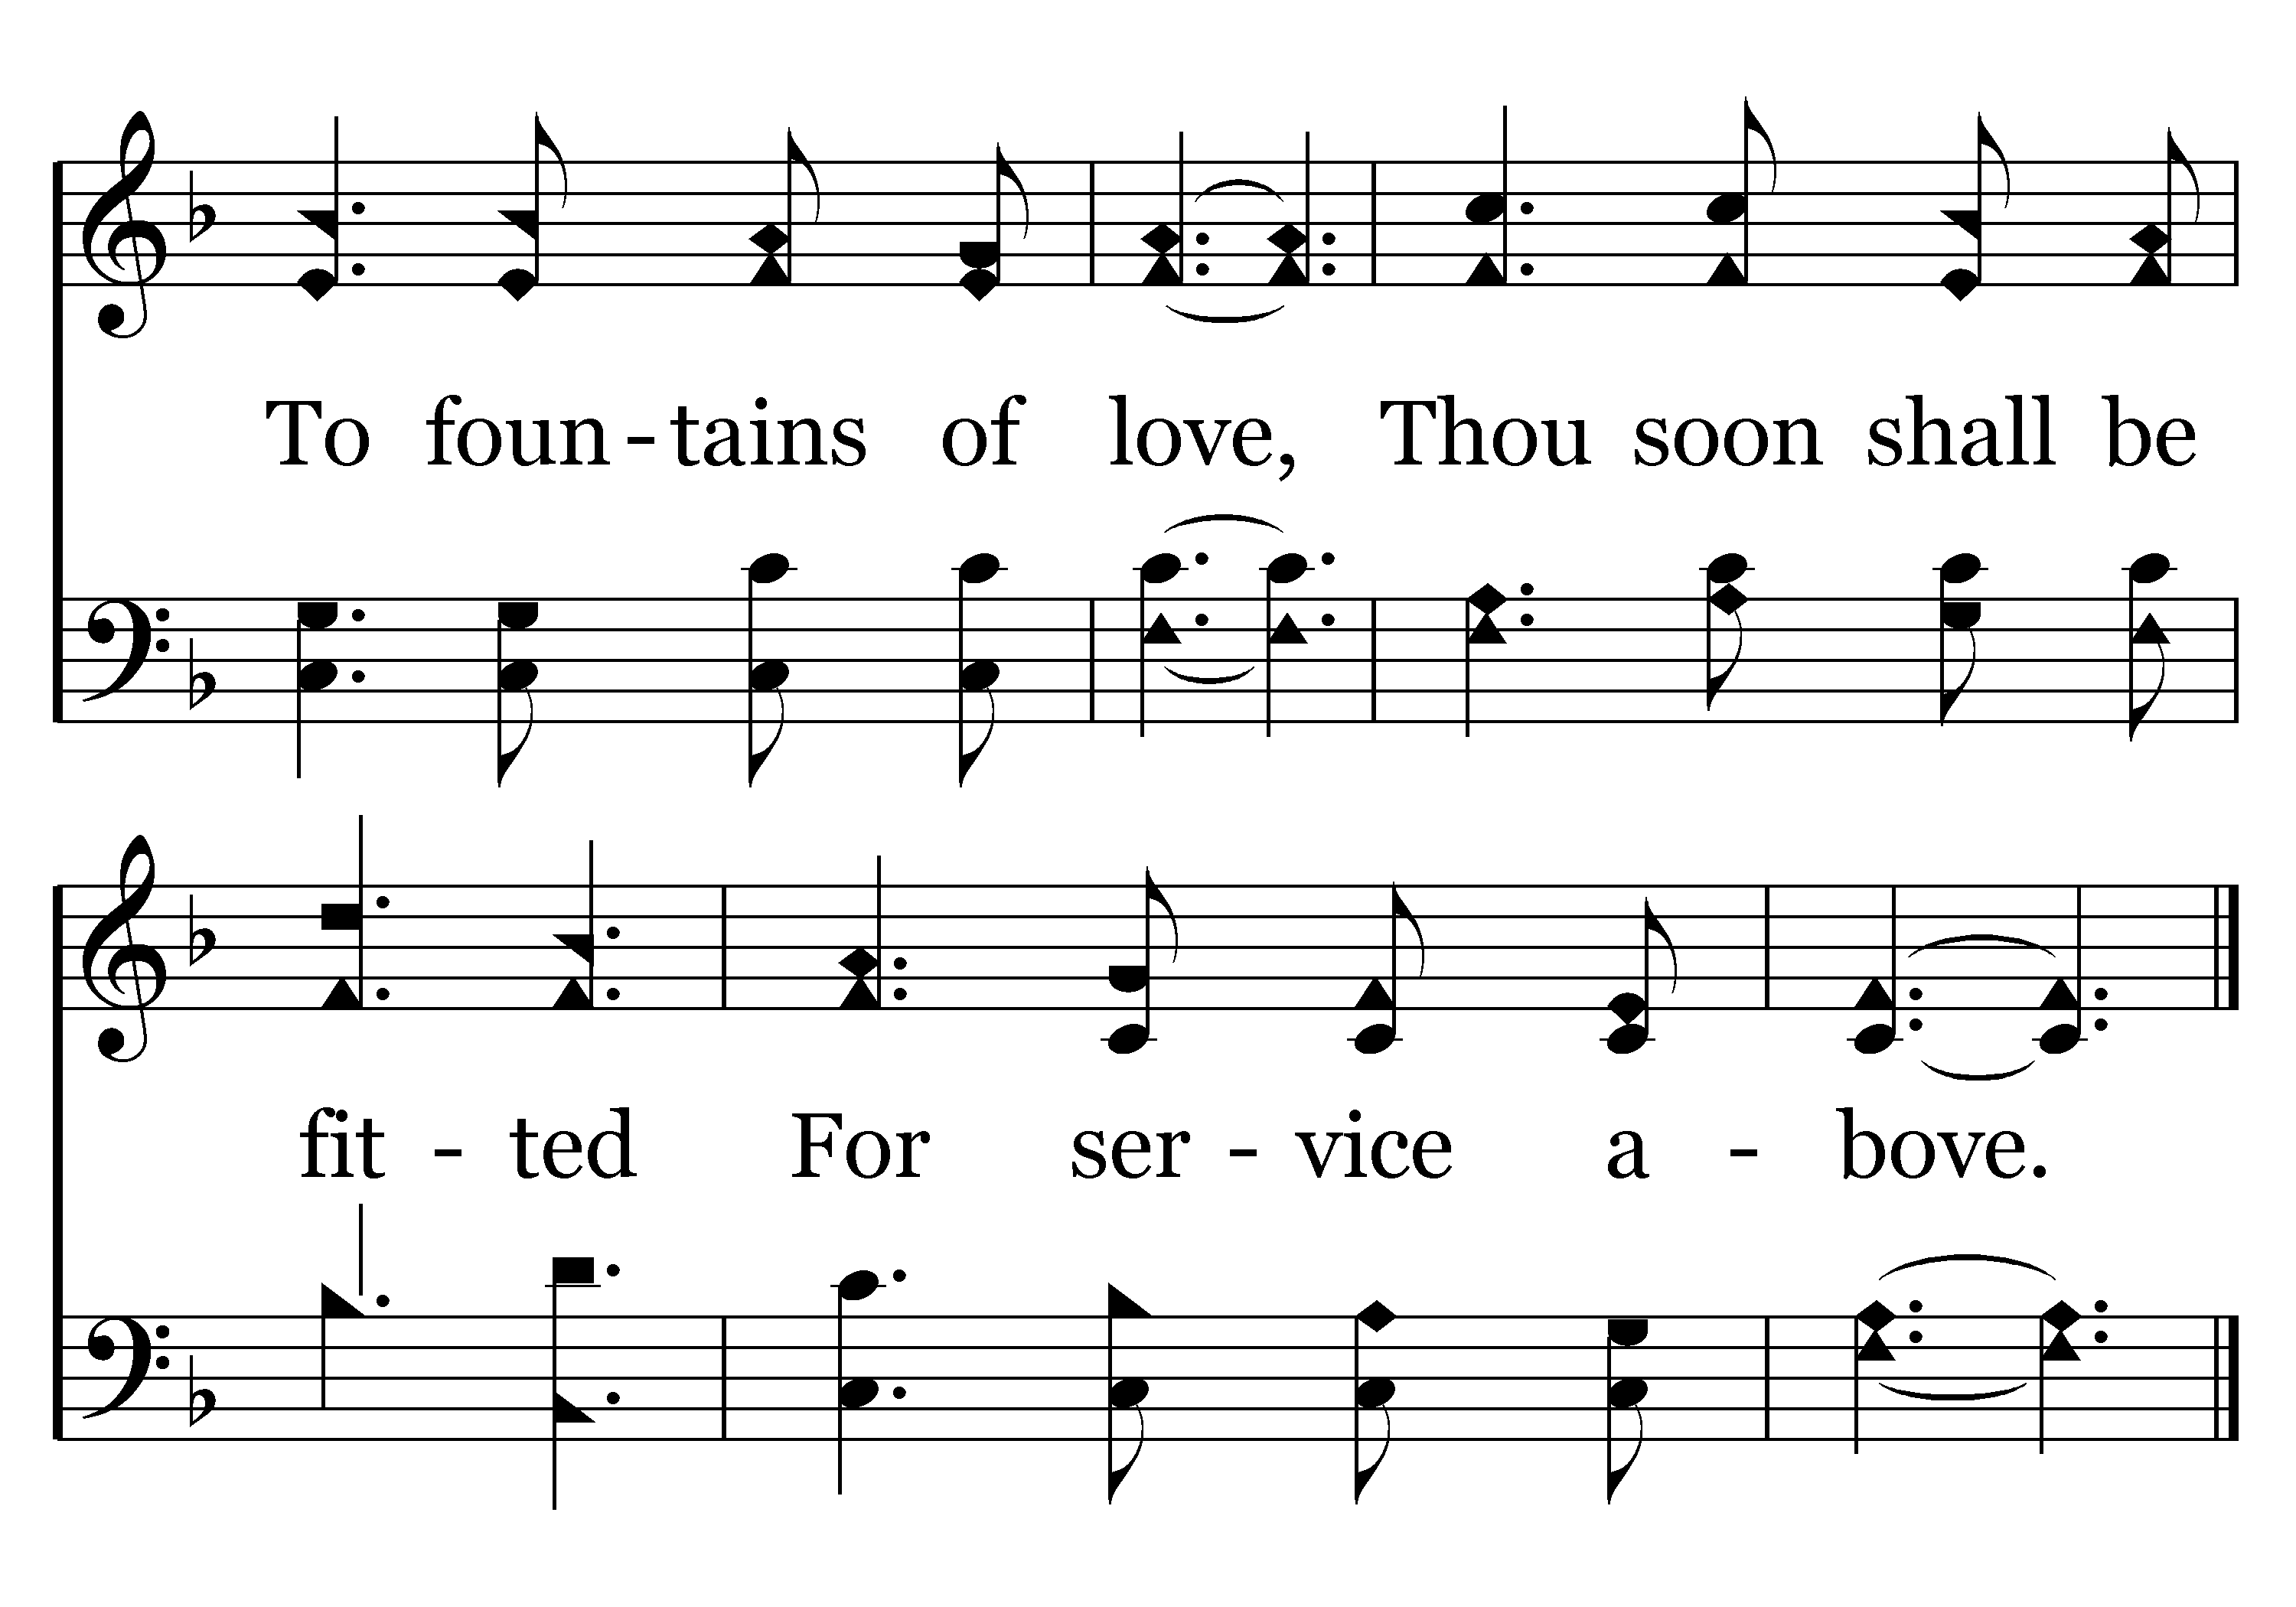 To foun-tains of love, Thou soon shall be
fit - ted For ser - vice a - bove.